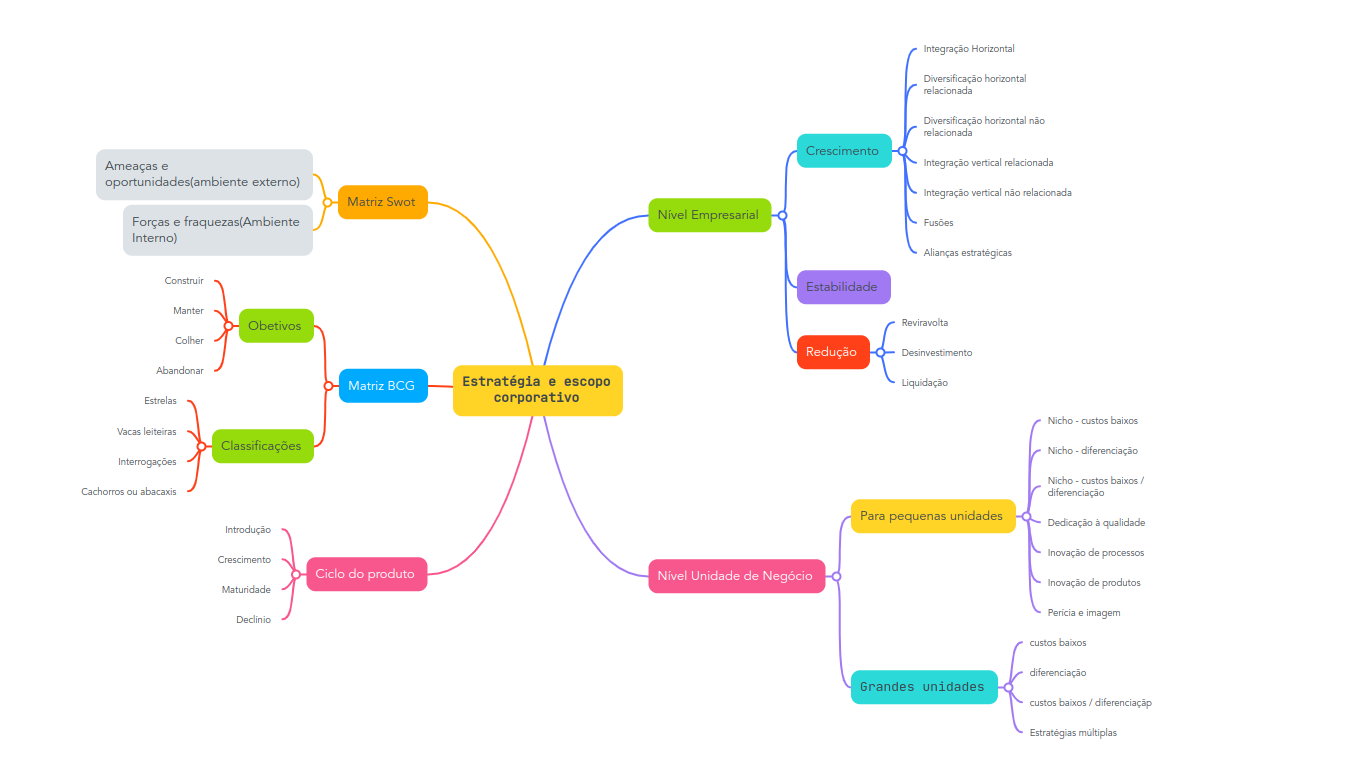 Estratégia e escopo
corporativo
Matriz Swot
Ameaças e
oportunidades(ambiente externo)
Forças e fraquezas(Ambiente
Interno)
Matriz BCG
Obetivos
Construir
Manter
Colher
Abandonar
Classificações
Estrelas
Vacas leiteiras
Interrogações
Cachorros ou abacaxis
Ciclo do produto
Introdução
Crescimento
Maturidade
Declinio
Nível Empresarial
Crescimento
Integração Horizontal
Diversificação horizontal
relacionada
Diversificação horizontal não
relacionada
Integração vertical relacionada
Integração vertical não relacionada
Fusões
Alianças estratégicas
Estabilidade
Redução
Reviravolta
Desinvestimento
Liquidação
Nível Unidade de Negócio
Para pequenas unidades
Nicho - custos baixos
Nicho - diferenciação
Nicho - custos baixos /
diferenciação
Dedicação à qualidade
Inovação de processos
Inovação de produtos
Perícia e imagem
Grandes unidades
custos baixos
diferenciação
custos baixos / diferenciaçãp
Estratégias múltiplas